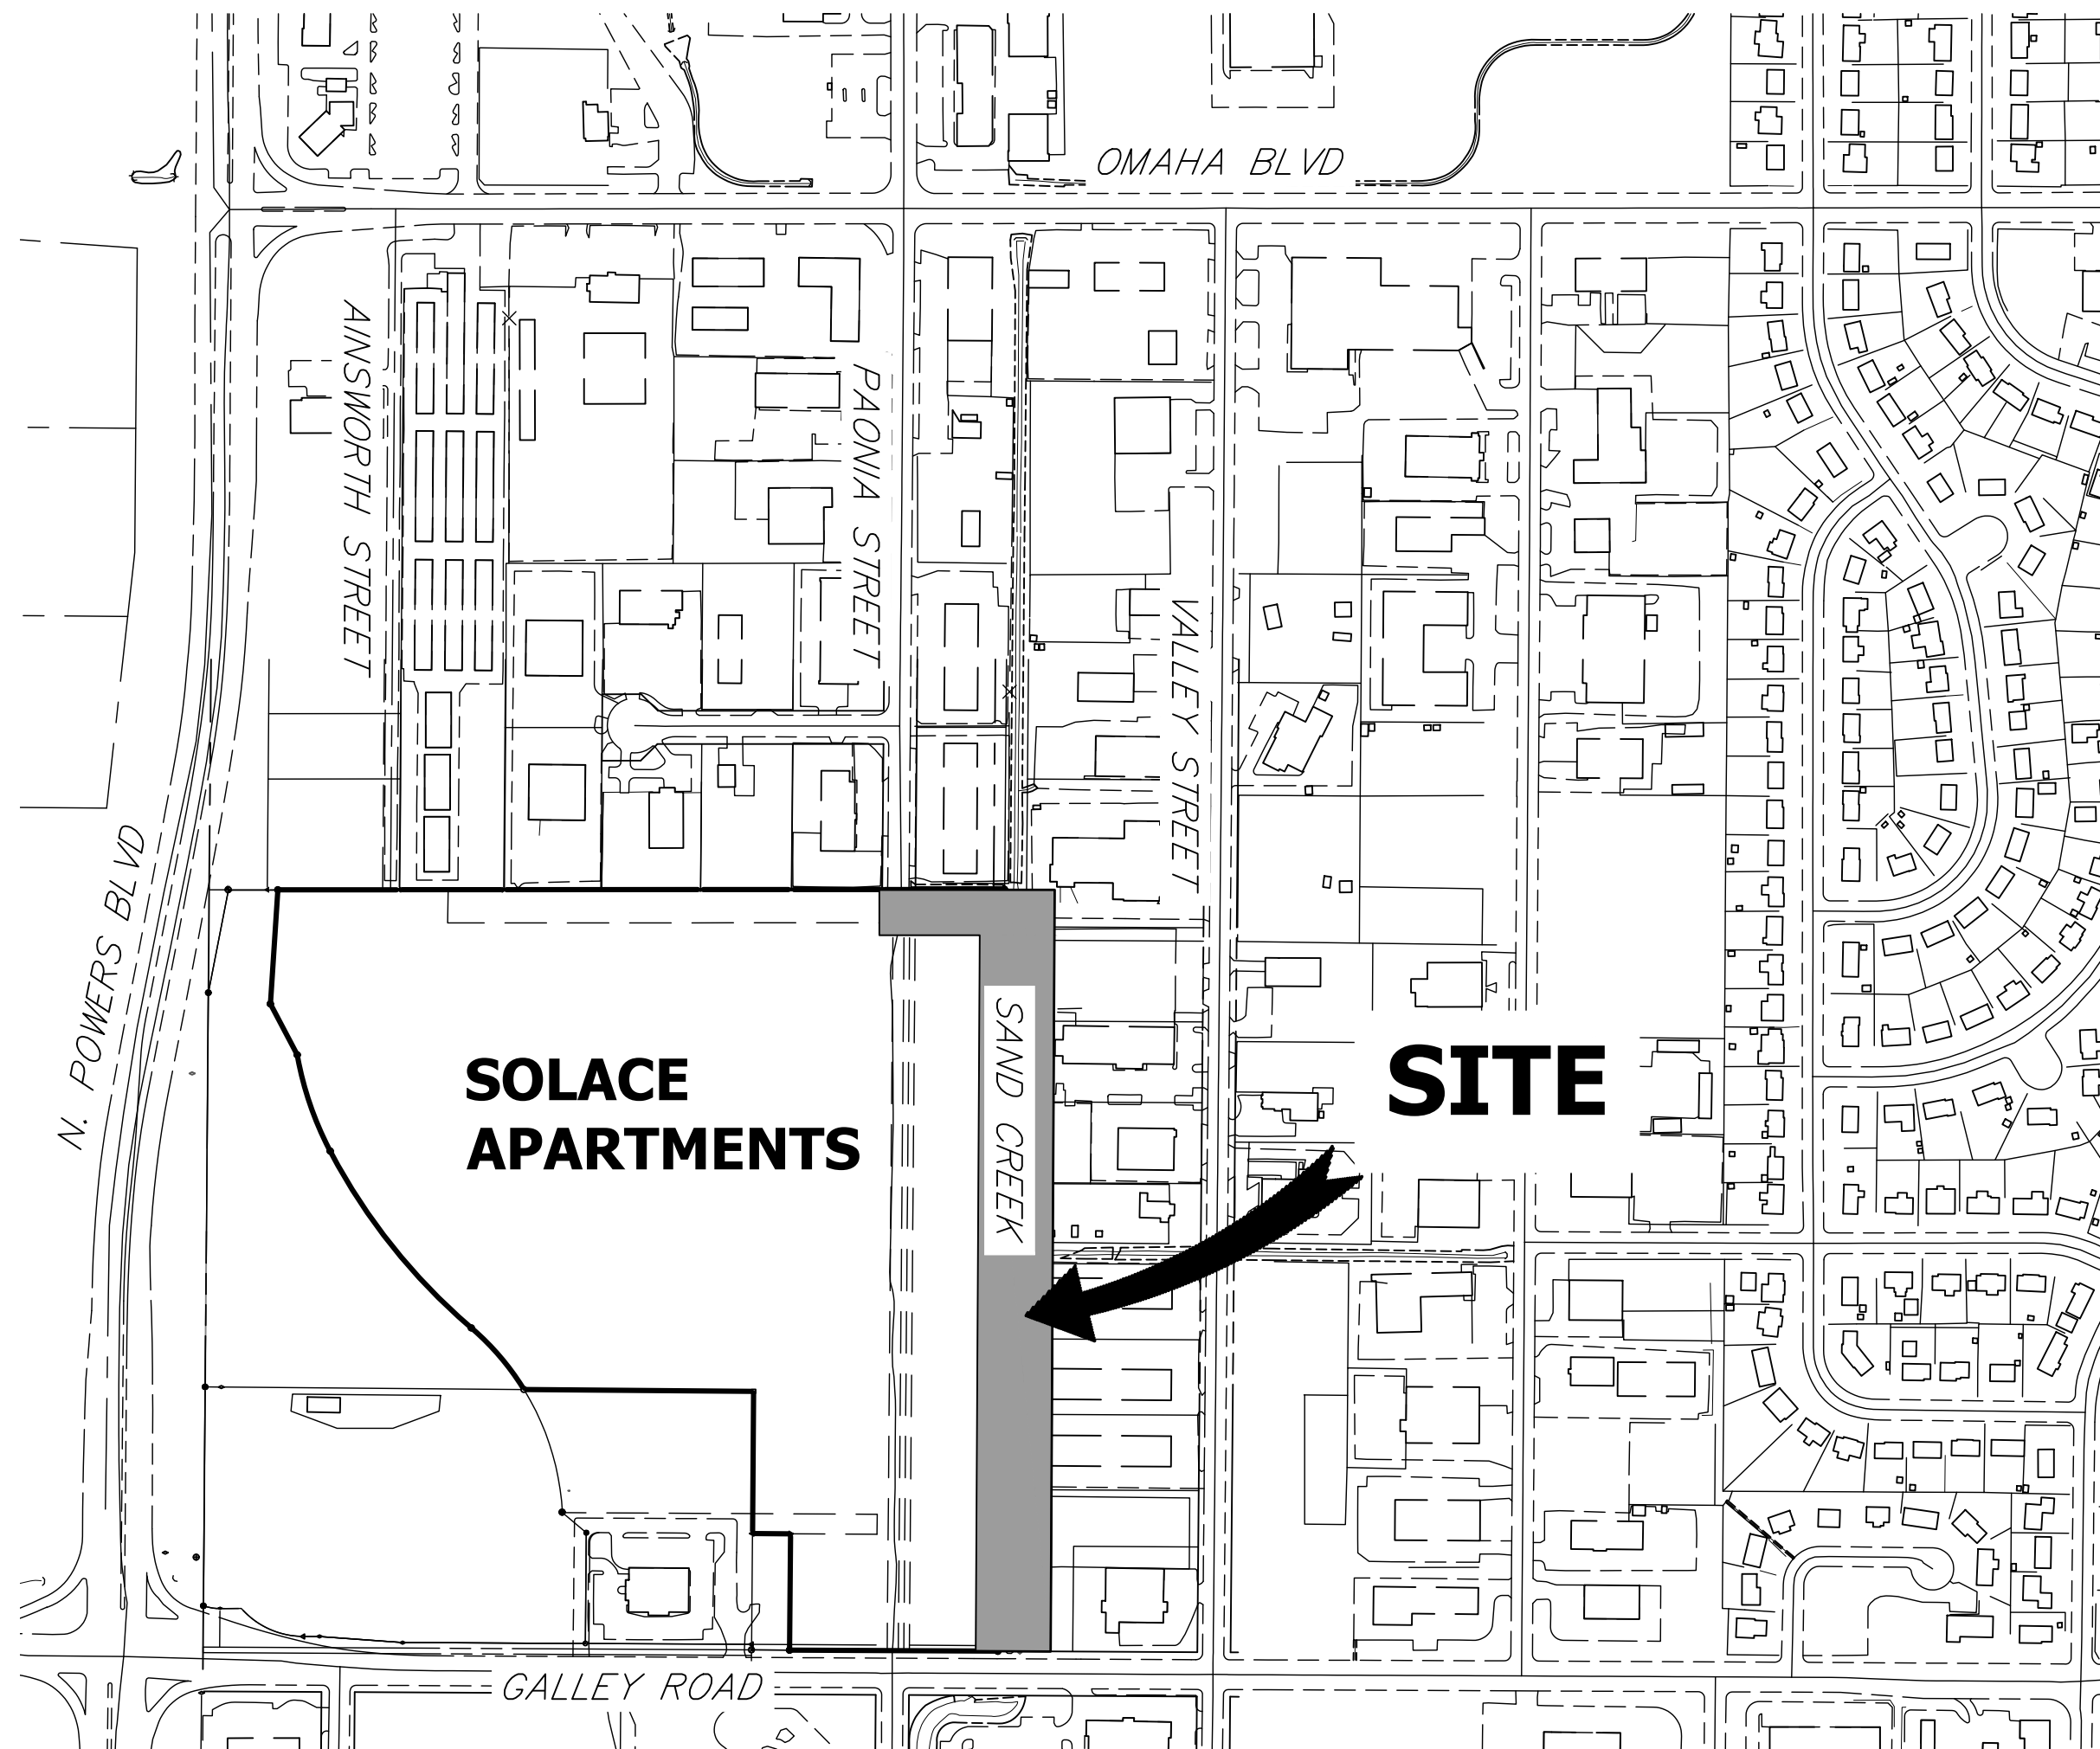 OMAHA BLVD
AINSWORTH STREET
PAONIA STREET
VALLEY STREET
N. POWERS BLVD
SAND CREEK
SITE
SOLACE
APARTMENTS
GALLEY ROAD